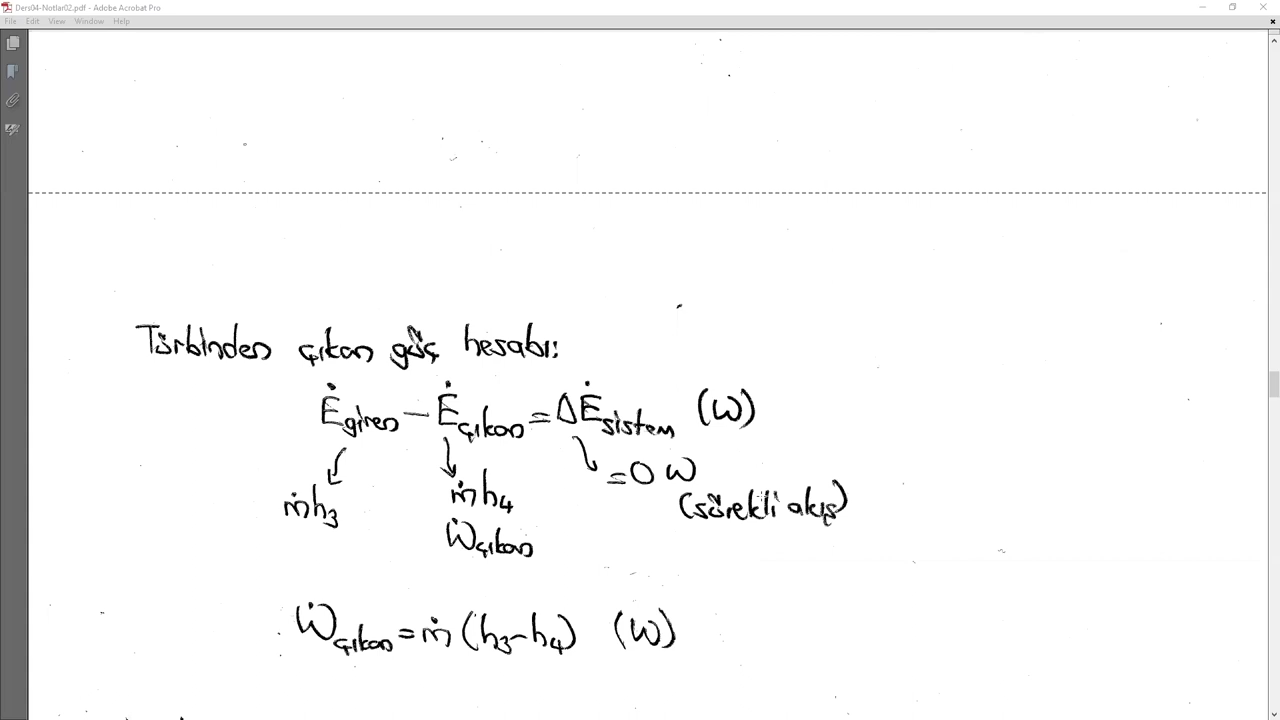 Ders04-Notlar02.pdf - Adobe Acrobat Pro
File Edit View Window Help
Türbinden çıkan güç hesabı:
Ėgiren − Ėçıkan = ΔĖsistem (W)
= 0 W
ṁh₃
ṁh₄
(sürekli akış)
Ẇçıkan
Ẇçıkan = ṁ (h₃−h₄) (W)